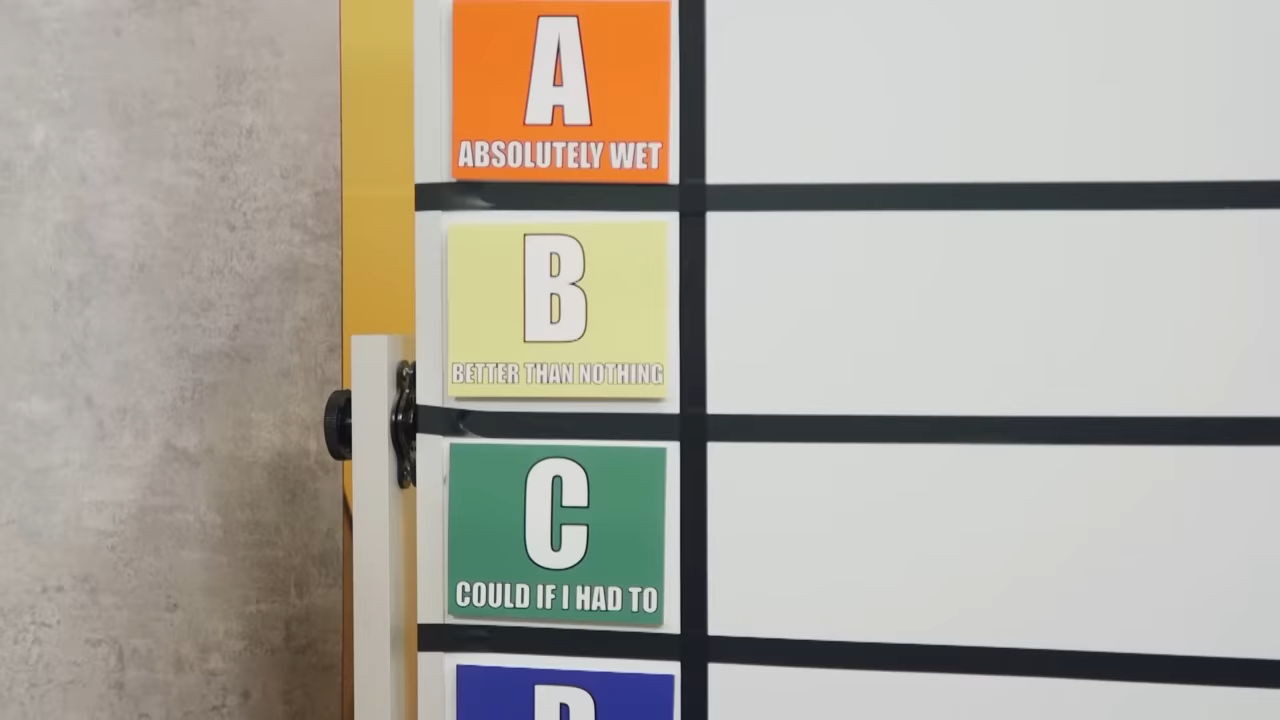 A
ABSOLUTELY WET
B
BETTER THAN NOTHING
C
COULD IF I HAD TO
D